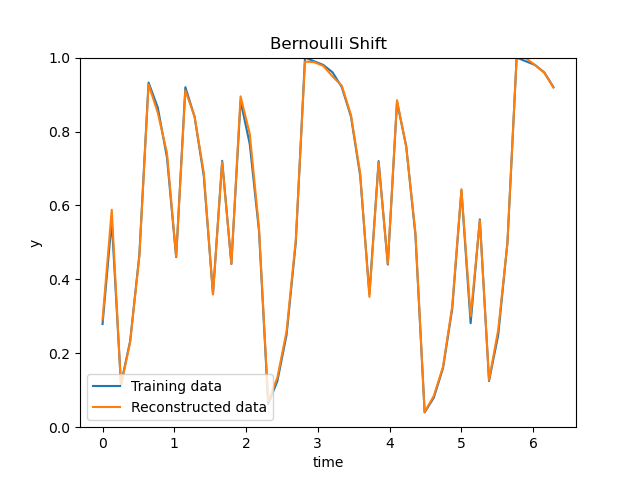 Bernoulli Shift
1.0
0.8
0.6
0.4
0.2
0.0
y
Training data
Reconstructed data
0 1 2 3 4 5 6
time